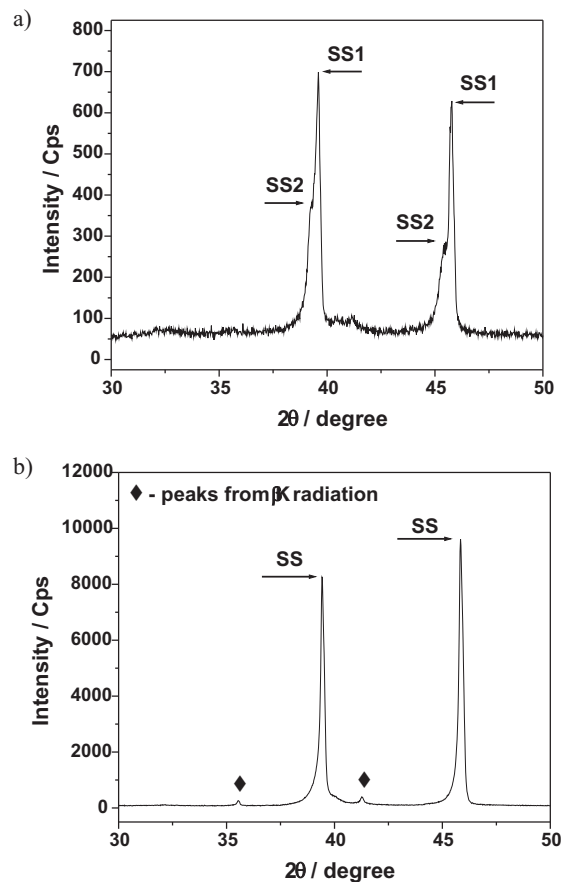 a)
800
700
600
500
400
300
200
100
0
Intensity / Cps
SS1
SS1
SS2
SS2
30 35 40 45 50
2θ / degree
b)
12000
10000
8000
6000
4000
2000
0
Intensity / Cps
♦ - peaks from βK radiation
SS
SS
30 35 40 45 50
2θ / degree